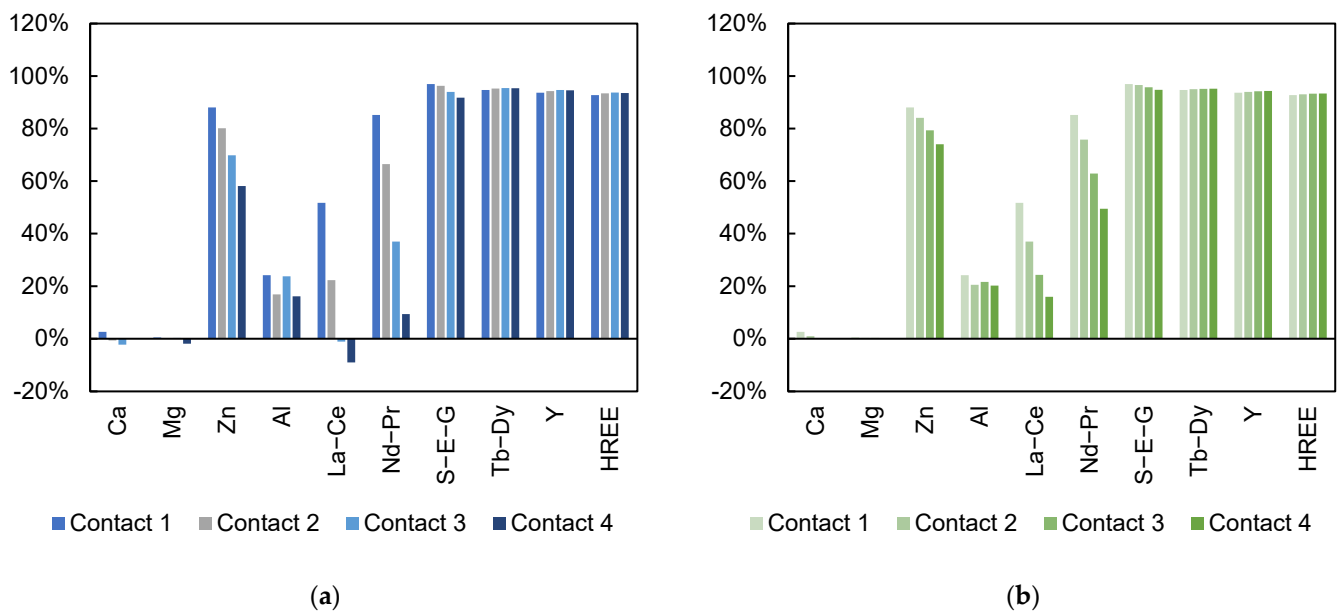 120%
100%
80%
60%
40%
20%
0%
-20%
Ca
Mg
Zn
Al
La−Ce
Nd−Pr
S−E−G
Tb−Dy
Y
HREE
Contact 1 Contact 2 Contact 3 Contact 4
(a)
120%
100%
80%
60%
40%
20%
0%
-20%
Ca
Mg
Zn
Al
La−Ce
Nd−Pr
S−E−G
Tb−Dy
Y
HREE
Contact 1 Contact 2 Contact 3 Contact 4
(b)